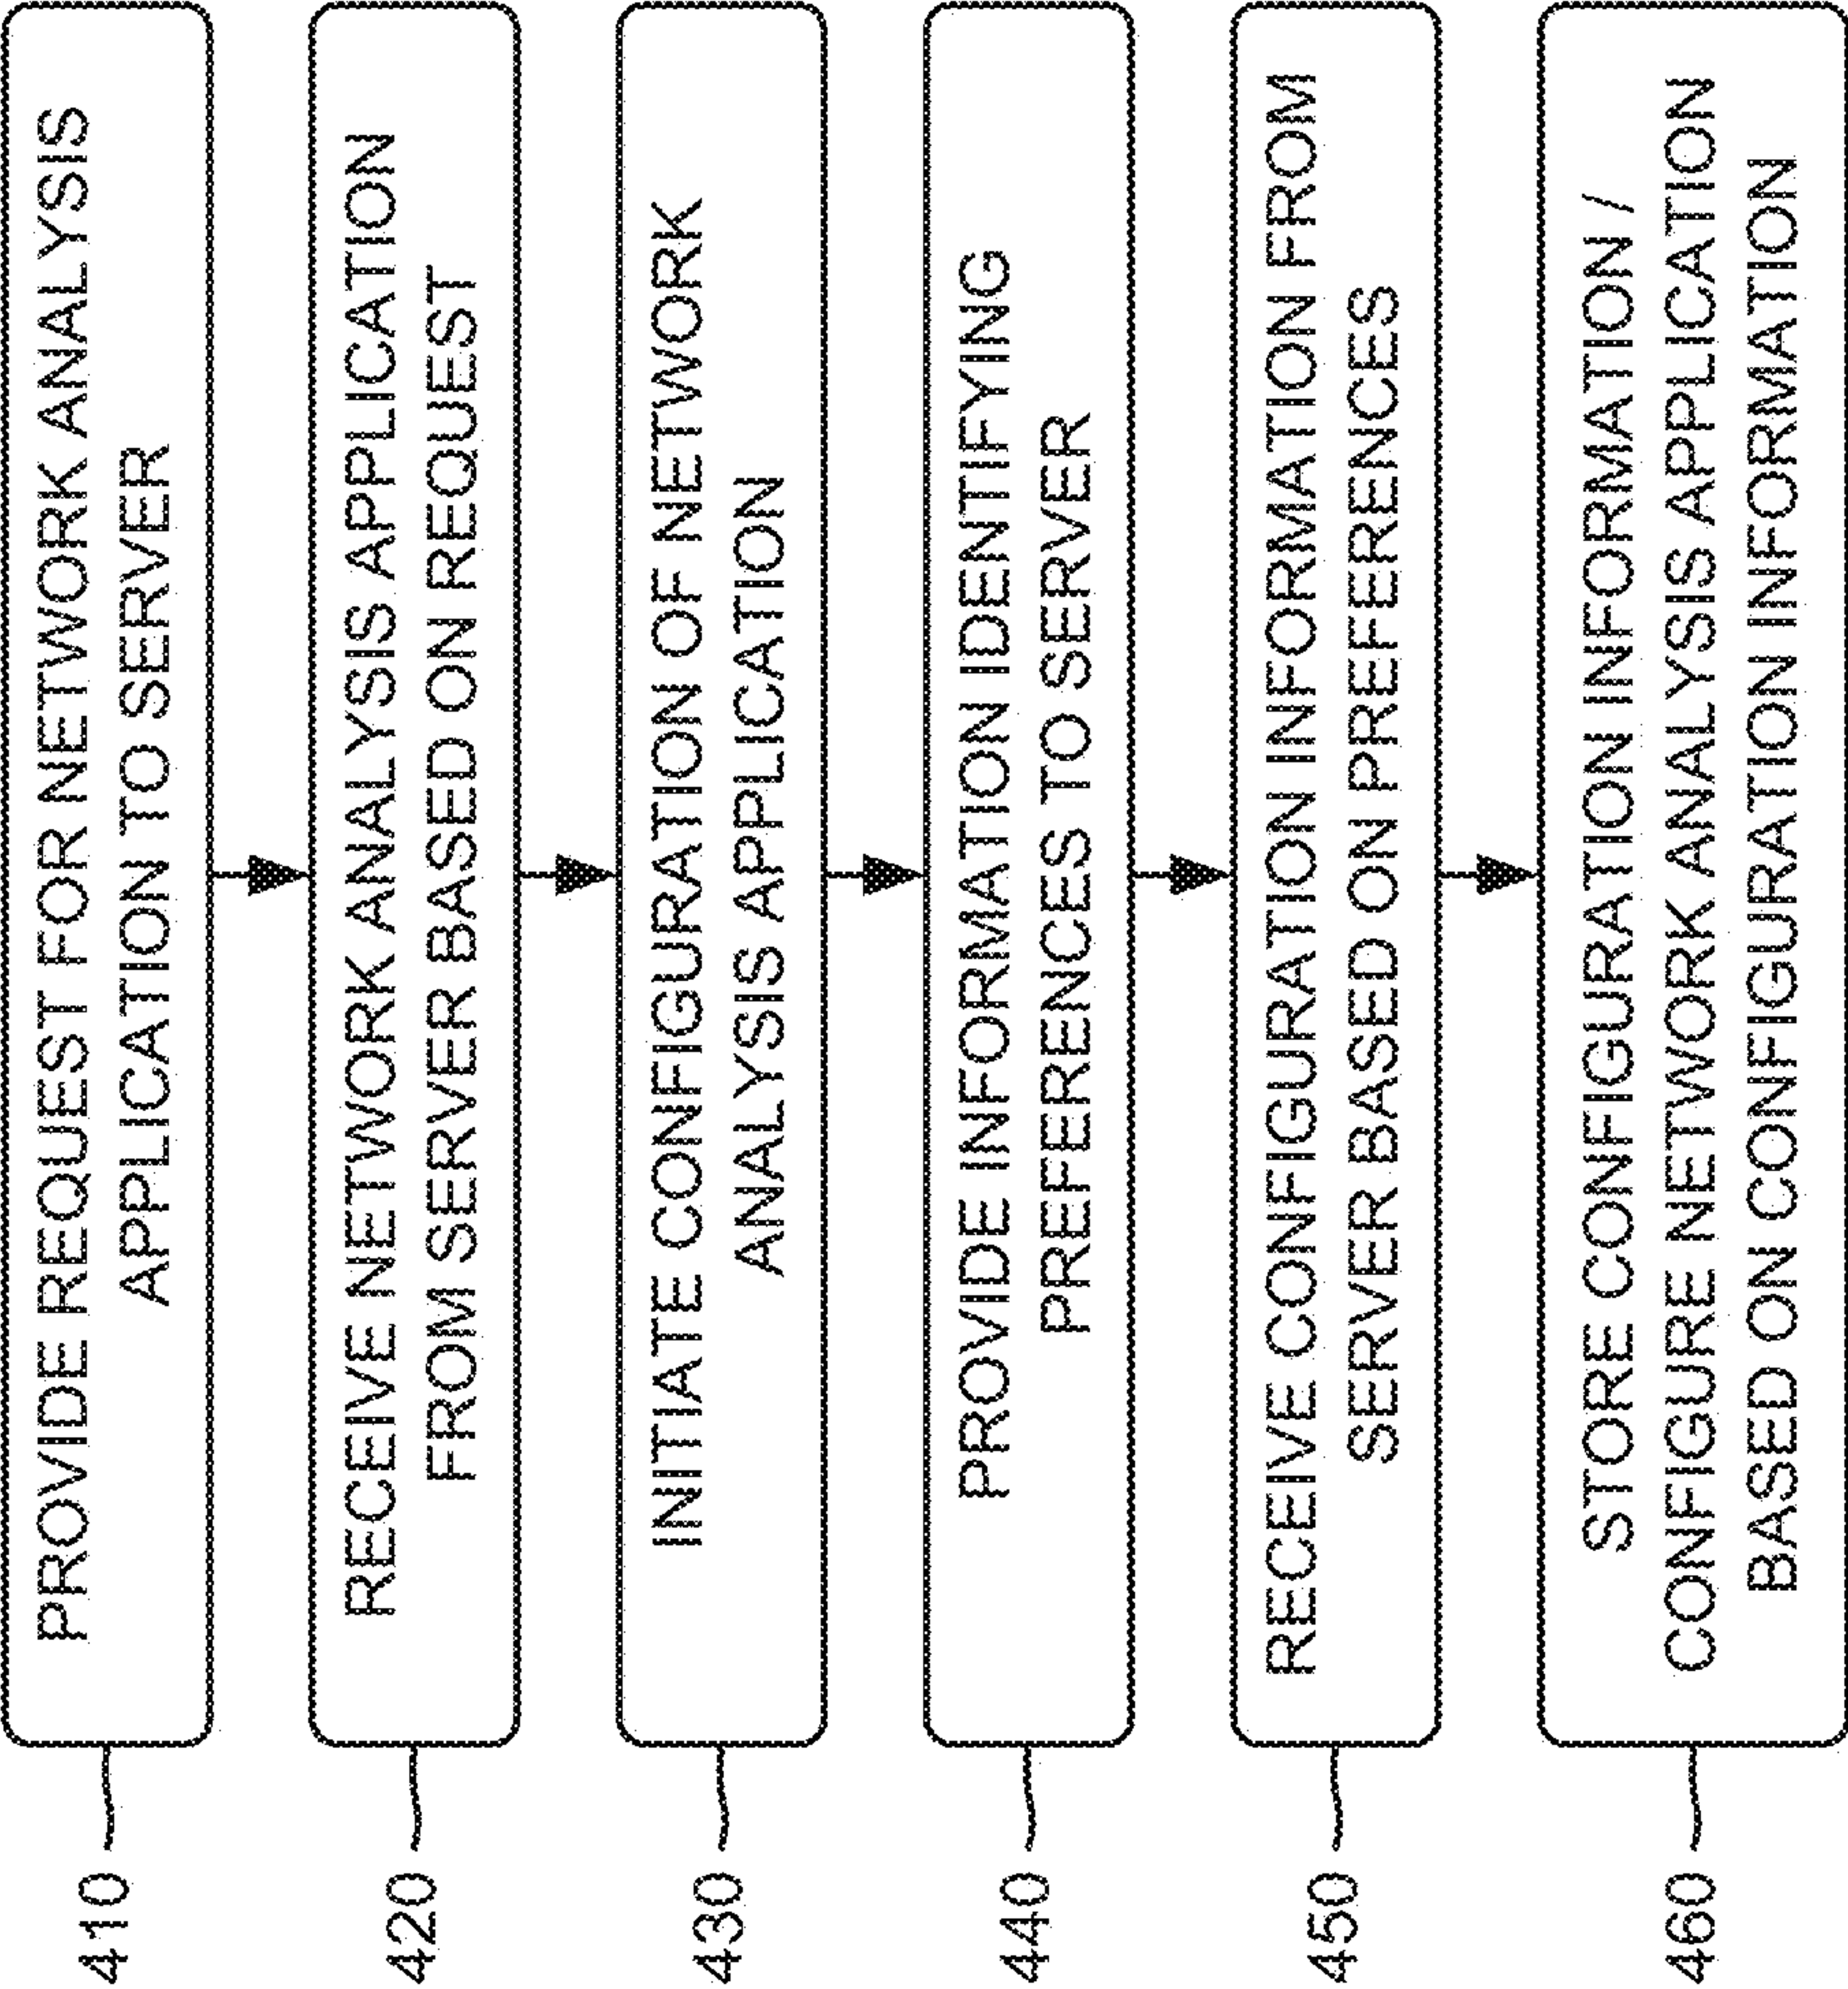 410
PROVIDE REQUEST FOR NETWORK ANALYSIS
APPLICATION TO SERVER
420
RECEIVE NETWORK ANALYSIS APPLICATION
FROM SERVER BASED ON REQUEST
430
INITIATE CONFIGURATION OF NETWORK
ANALYSIS APPLICATION
440
PROVIDE INFORMATION IDENTIFYING
PREFERENCES TO SERVER
450
RECEIVE CONFIGURATION INFORMATION FROM
SERVER BASED ON PREFERENCES
460
STORE CONFIGURATION INFORMATION /
CONFIGURE NETWORK ANALYSIS APPLICATION
BASED ON CONFIGURATION INFORMATION